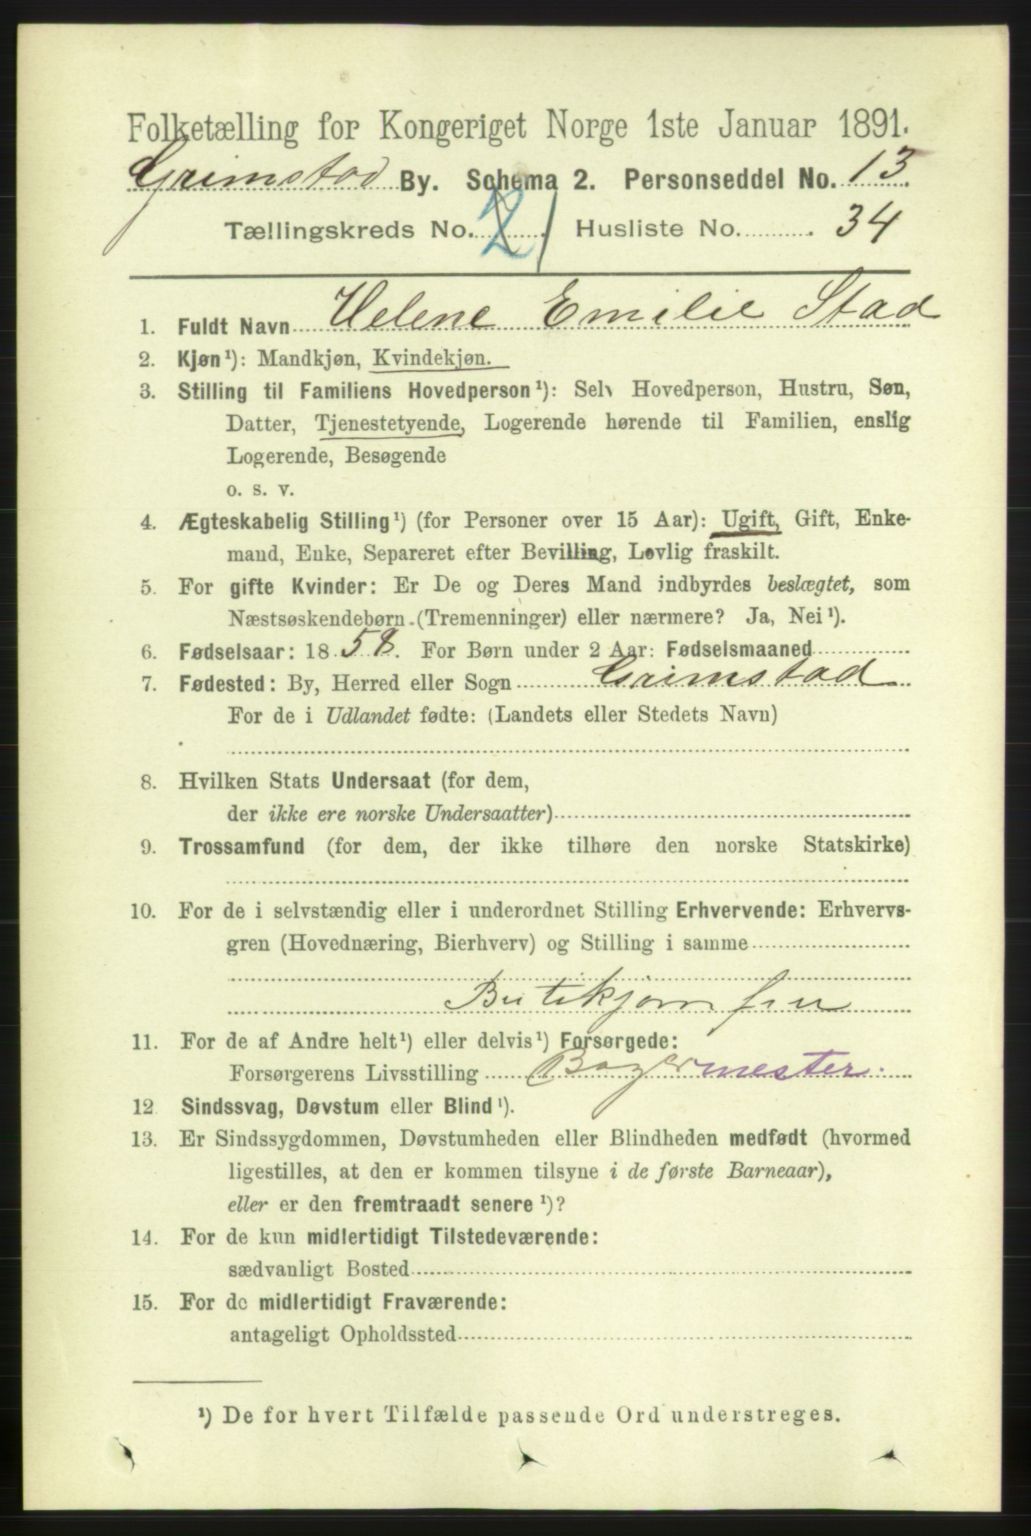 Folketælling for Kongeriget Norge 1ste Januar 1891.
Grimstad By. Schema 2. Personseddel No. 13.
Tællingskreds No. 2 1 Husliste No. 34
1. Fuldt Navn Helene Emilie Stad
2. Kjøn¹): Mandkjøn, Kvindekjøn.
3. Stilling til Familiens Hovedperson¹): Selv Hovedperson, Hustru, Søn,
Datter, Tjenestetyende, Logerende hørende til Familien, enslig
Logerende, Besøgende
o. s. v.
4. Ægteskabelig Stilling¹) (for Personer over 15 Aar): Ugift, Gift, Enke-
mand, Enke, Separeret efter Bevilling, Lovlig fraskilt.
5. For gifte Kvinder: Er De og Deres Mand indbyrdes beslægtet, som
Næstsøskendebørn (Tremenninger) eller nærmere? Ja, Nei¹).
6. Fødselsaar: 1858. For Børn under 2 Aar: Fødselsmaaned
7. Fødested: By, Herred eller Sogn Grimstad
For de i Udlandet fødte: (Landets eller Stedets Navn)
8. Hvilken Stats Undersaat (for dem,
der ikke ere norske Undersaatter)
9. Trossamfund (for dem, der ikke tilhøre den norske Statskirke)
10. For de i selvstændig eller i underordnet Stilling Erhvervende: Erhvervs-
gren (Hovednæring, Bierhverv) og Stilling i samme
Butikjomfru
11. For de af Andre helt¹) eller delvis¹) Forsørgede:
Forsørgerens Livsstilling Bagermester.
12 Sindssvag, Døvstum eller Blind¹).
13. Er Sindssygdommen, Døvstumheden eller Blindheden medfødt (hvormed
ligestilles, at den er kommen tilsyne i de første Barneaar),
eller er den fremtraadt senere¹)?
14. For de kun midlertidigt Tilstedeværende:
sædvanligt Bosted
15. For de midlertidigt Fraværende:
antageligt Opholdssted
¹) De for hvert Tilfælde passende Ord understreges.